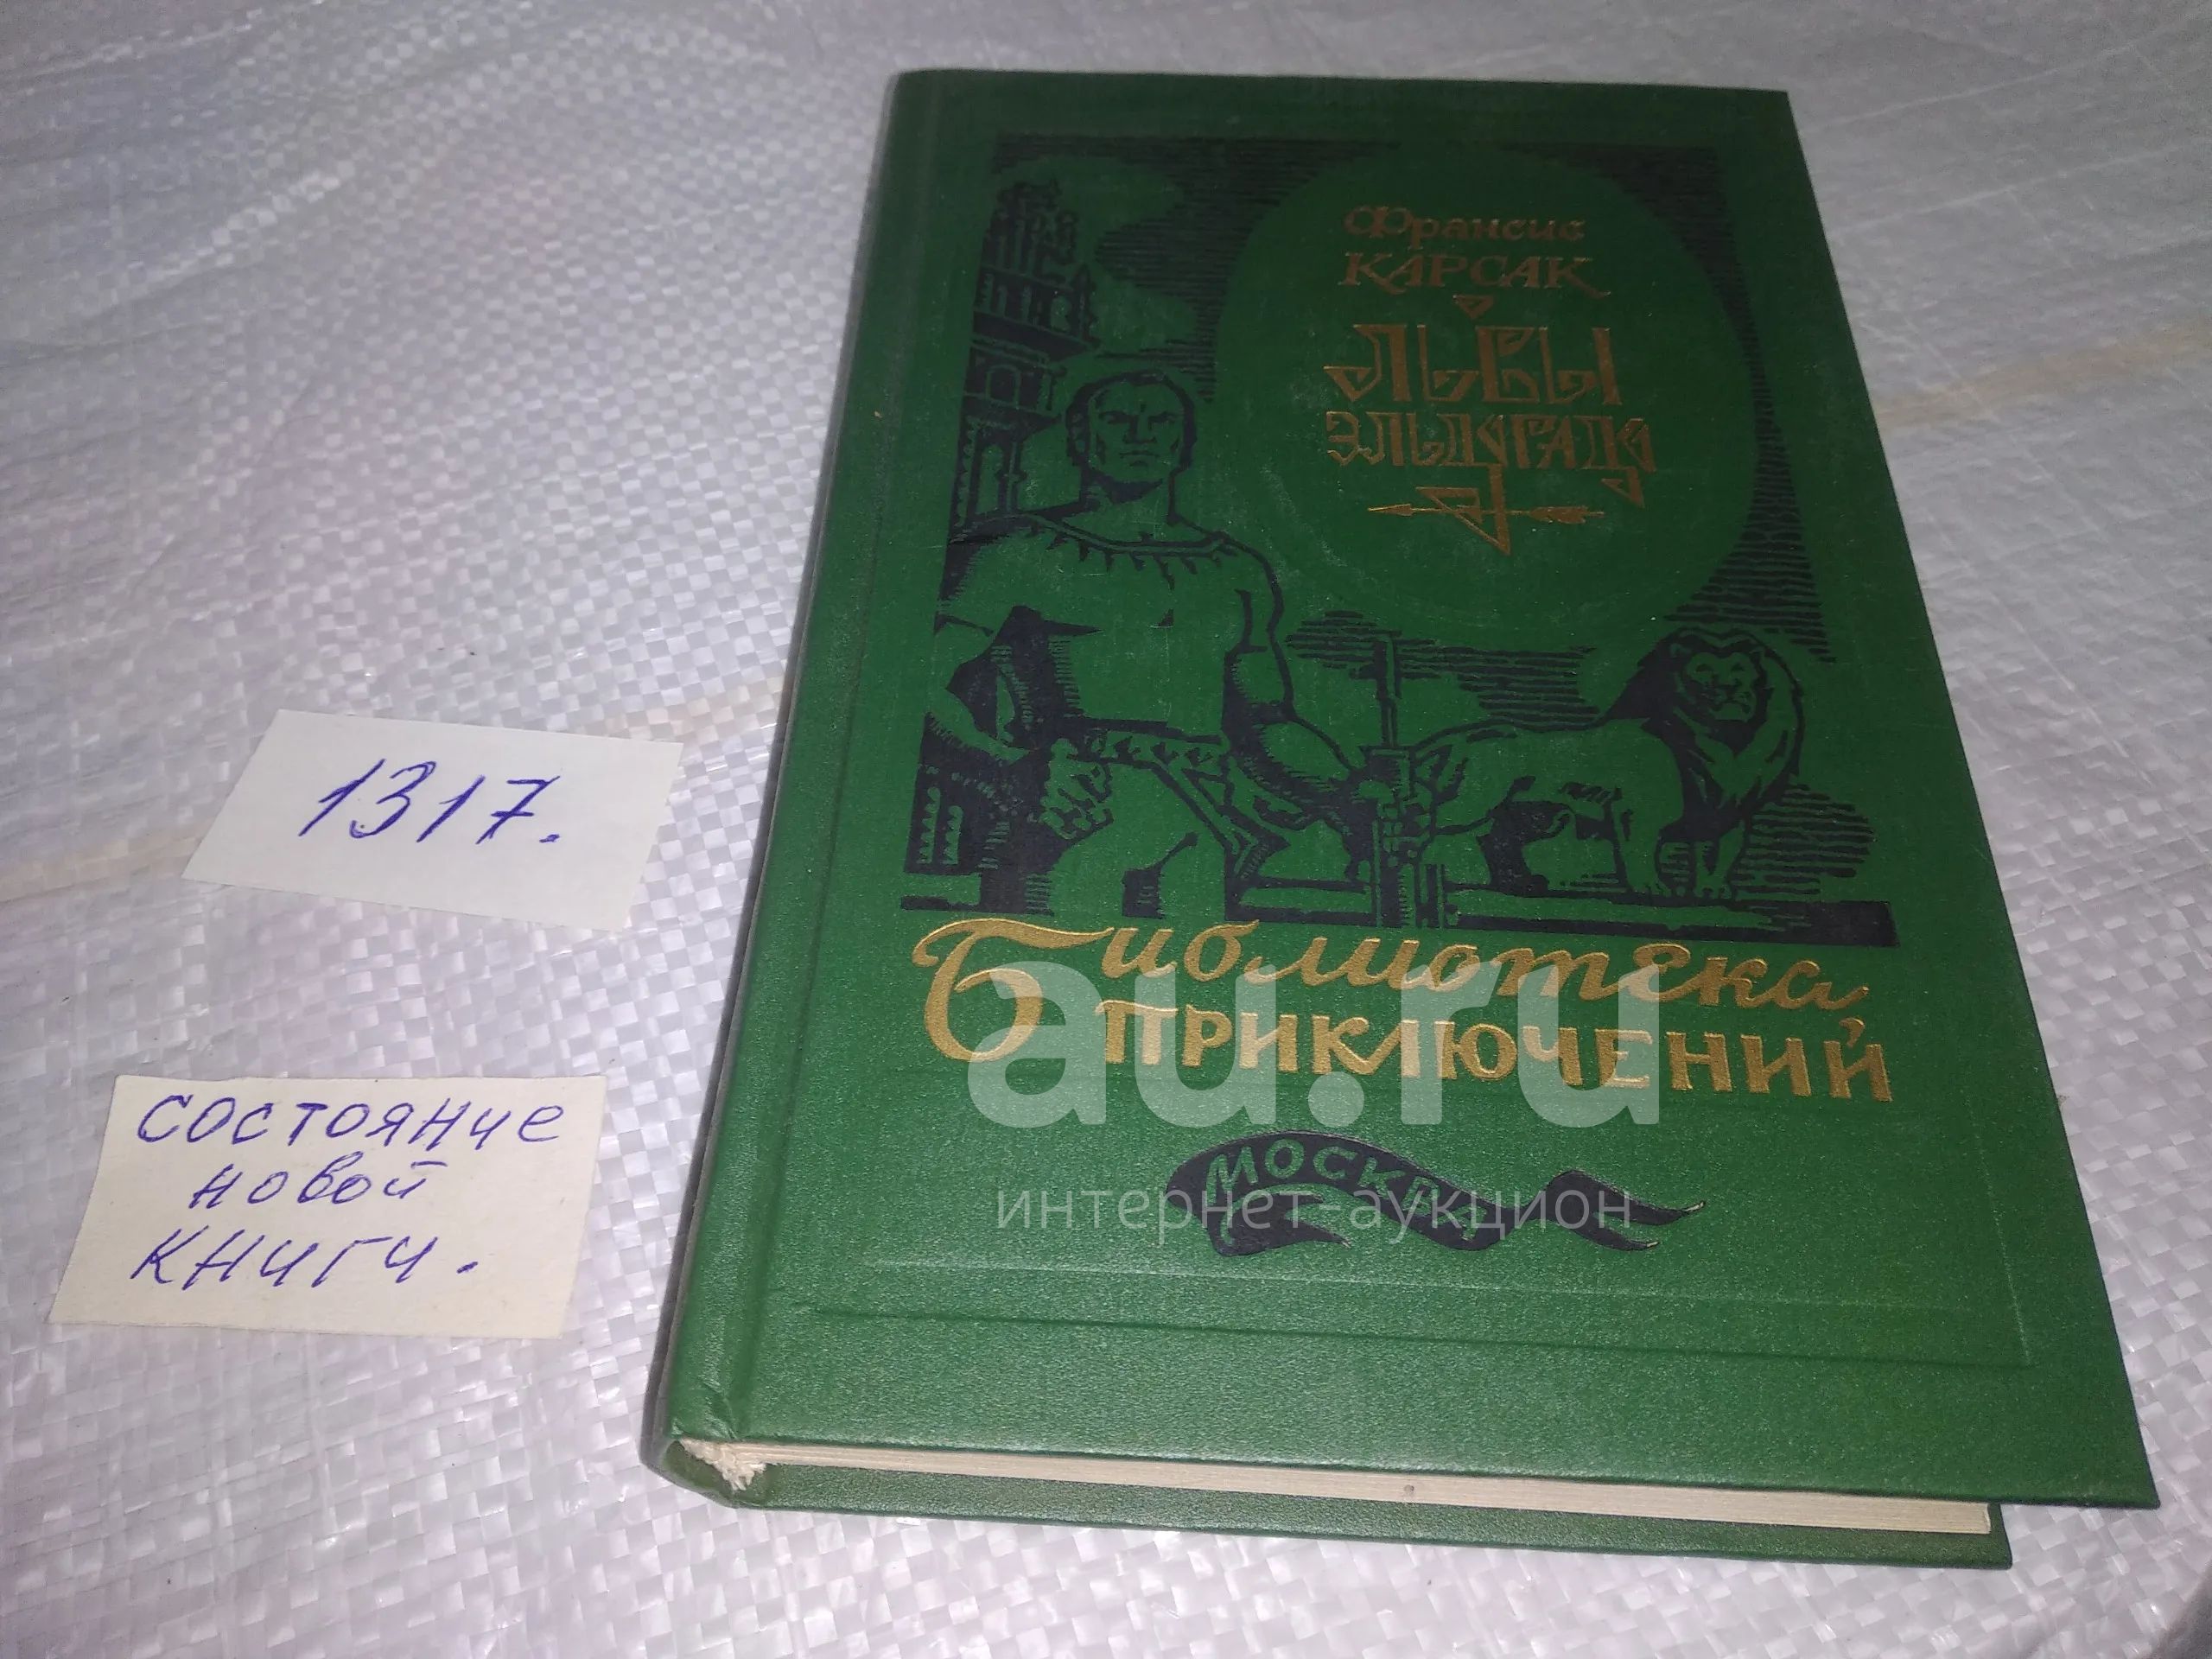 Франсис
КАРСАК
ЛЬВЫ
ЭЛЬДОРАДО
Библиотека
ПРИКЛЮЧЕНИЙ
МОСКВА
1317.
состояние
новой
книги.
au.ru
интернет-аукцион